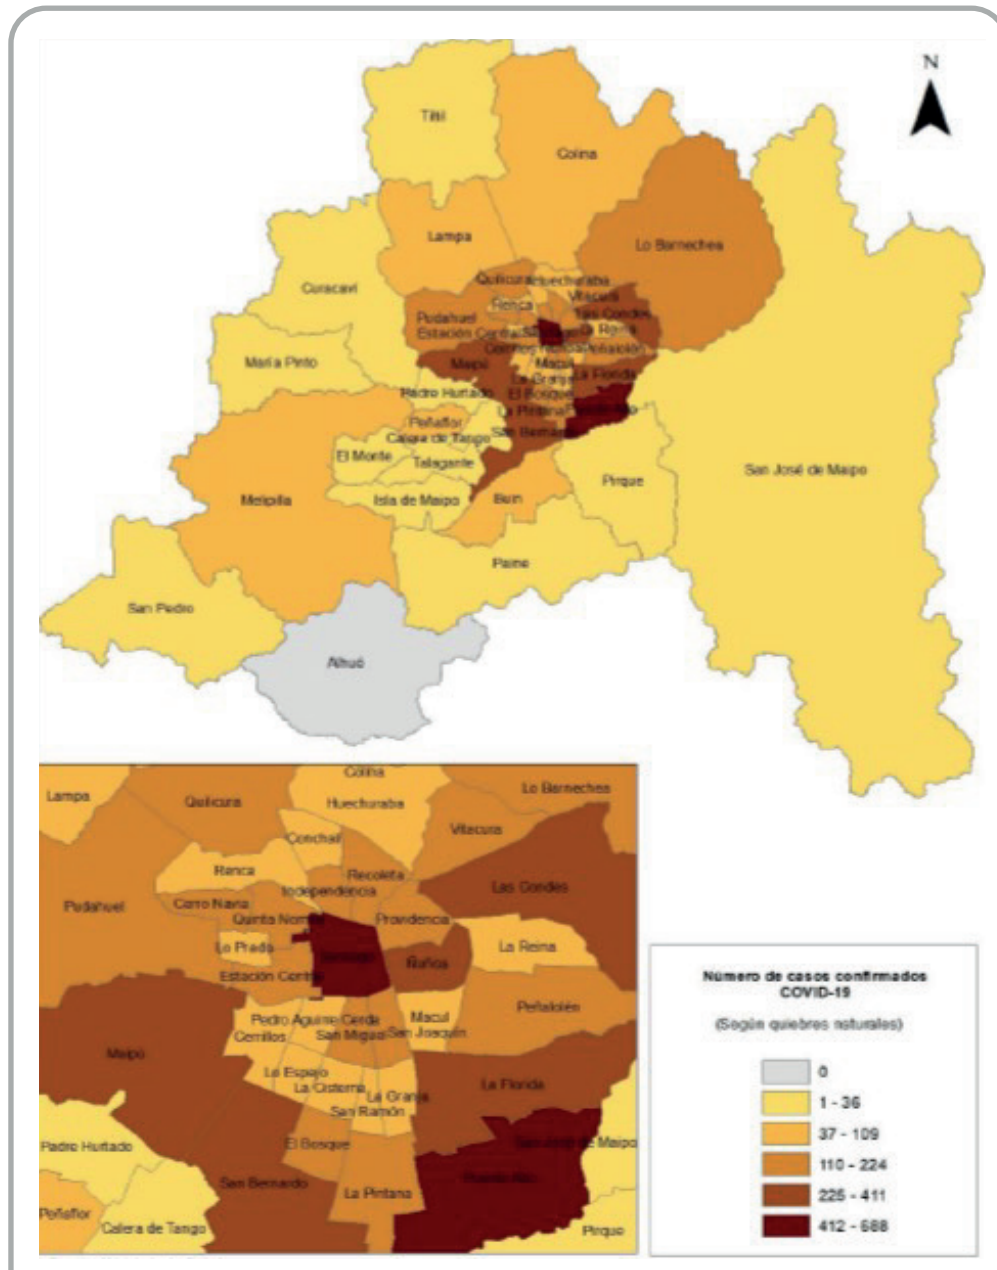 N
Tiltil
Colina
Lo Barnechea
Lampa
Quilicura
Huechuraba
Curacaví
Vitacura
Renca
Las Condes
Pudahuel
Estación Central
La Reina
Cerrillos
Peñalolén
María Pinto
Maipú
Macul
La Granja
La Florida
Padre Hurtado
El Bosque
La Pintana
Peñaflor
Calera de Tango
San Bernardo
El Monte
Talagante
San José de Maipo
Pirque
Melipilla
Isla de Maipo
Buin
Paine
San Pedro
Alhué
Colina
Lampa
Quilicura
Huechuraba
Lo Barnechea
Vitacura
Conchalí
Renca
Recoleta
Las Condes
Independencia
Pudahuel
Cerro Navia
Quinta Normal
Providencia
Lo Prado
Santiago
Ñuñoa
La Reina
Estación Central
Pedro Aguirre Cerda
Macul
Peñalolén
Cerrillos
San Miguel
San Joaquín
Maipú
Lo Espejo
La Cisterna
La Granja
La Florida
San Ramón
Padre Hurtado
El Bosque
San José de Maipo
San Bernardo
La Pintana
Puente Alto
Peñaflor
Calera de Tango
Pirque
Número de casos confirmados
COVID-19
(Según quiebres naturales)
0
1 - 36
37 - 109
110 - 224
225 - 411
412 - 688